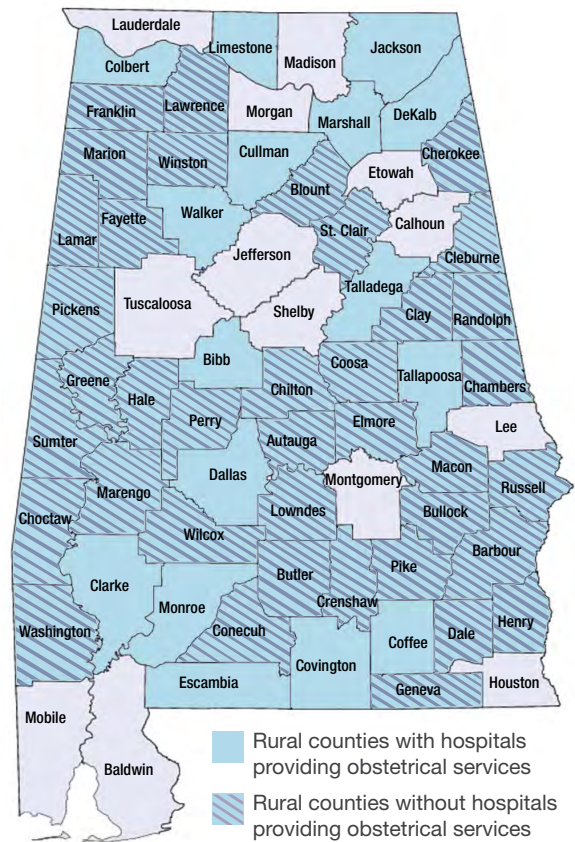 Lauderdale
Limestone
Madison
Jackson
Colbert
Franklin
Lawrence
Morgan
Marshall
DeKalb
Marion
Winston
Cullman
Cherokee
Etowah
Blount
Lamar
Fayette
Walker
St. Clair
Calhoun
Jefferson
Cleburne
Pickens
Tuscaloosa
Shelby
Talladega
Clay
Randolph
Bibb
Greene
Hale
Chilton
Coosa
Tallapoosa
Chambers
Perry
Sumter
Autauga
Elmore
Lee
Dallas
Montgomery
Macon
Russell
Marengo
Choctaw
Lowndes
Bullock
Wilcox
Barbour
Clarke
Butler
Pike
Monroe
Crenshaw
Washington
Conecuh
Coffee
Dale
Henry
Covington
Escambia
Geneva
Houston
Mobile
Baldwin
Rural counties with hospitals
providing obstetrical services
Rural counties without hospitals
providing obstetrical services